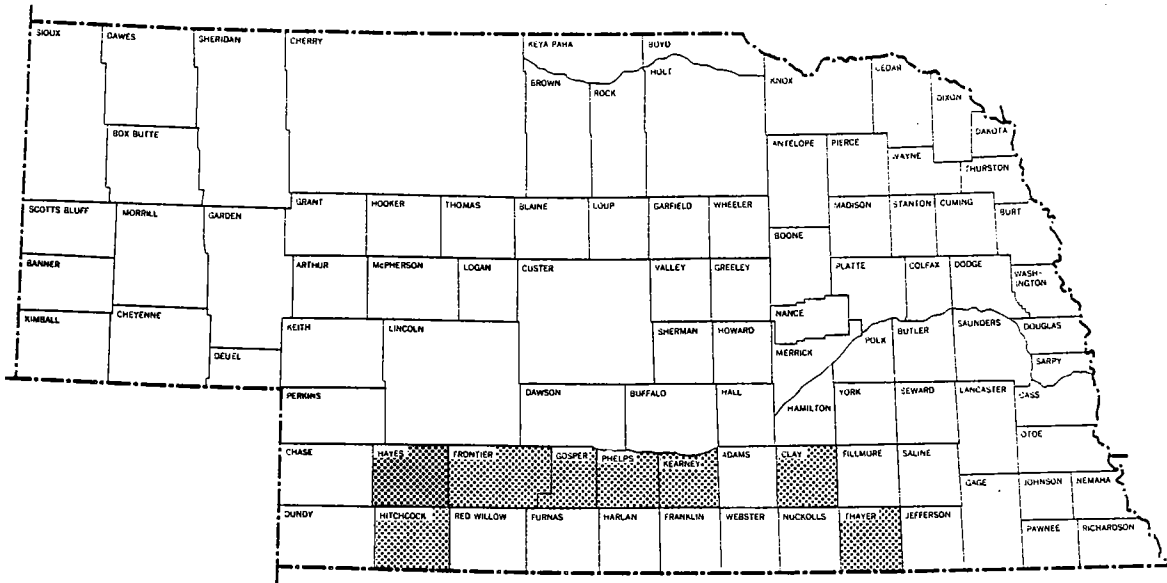 SIOUX
DAWES
SHERIDAN
CHERRY
KEYA PAHA
BOYD
BROWN
ROCK
HOLT
KNOX
CEDAR
DIXON
DAKOTA
BOX BUTTE
ANTELOPE
PIERCE
WAYNE
THURSTON
SCOTTS BLUFF
MORRILL
GARDEN
GRANT
HOOKER
THOMAS
BLAINE
LOUP
GARFIELD
WHEELER
MADISON
STANTON
CUMING
BURT
BOONE
BANNER
ARTHUR
McPHERSON
LOGAN
CUSTER
VALLEY
GREELEY
PLATTE
COLFAX
DODGE
WASH-
INGTON
KIMBALL
CHEYENNE
NANCE
KEITH
LINCOLN
SHERMAN
HOWARD
MERRICK
POLK
BUTLER
SAUNDERS
DOUGLAS
DEUEL
SARPY
PERKINS
DAWSON
BUFFALO
HALL
HAMILTON
YORK
SEWARD
LANCASTER
CASS
OTOE
CHASE
HAYES
FRONTIER
GOSPER
PHELPS
KEARNEY
ADAMS
CLAY
FILLMORE
SALINE
GAGE
JOHNSON
NEMAHA
DUNDY
HITCHCOCK
RED WILLOW
FURNAS
HARLAN
FRANKLIN
WEBSTER
NUCKOLLS
THAYER
JEFFERSON
PAWNEE
RICHARDSON